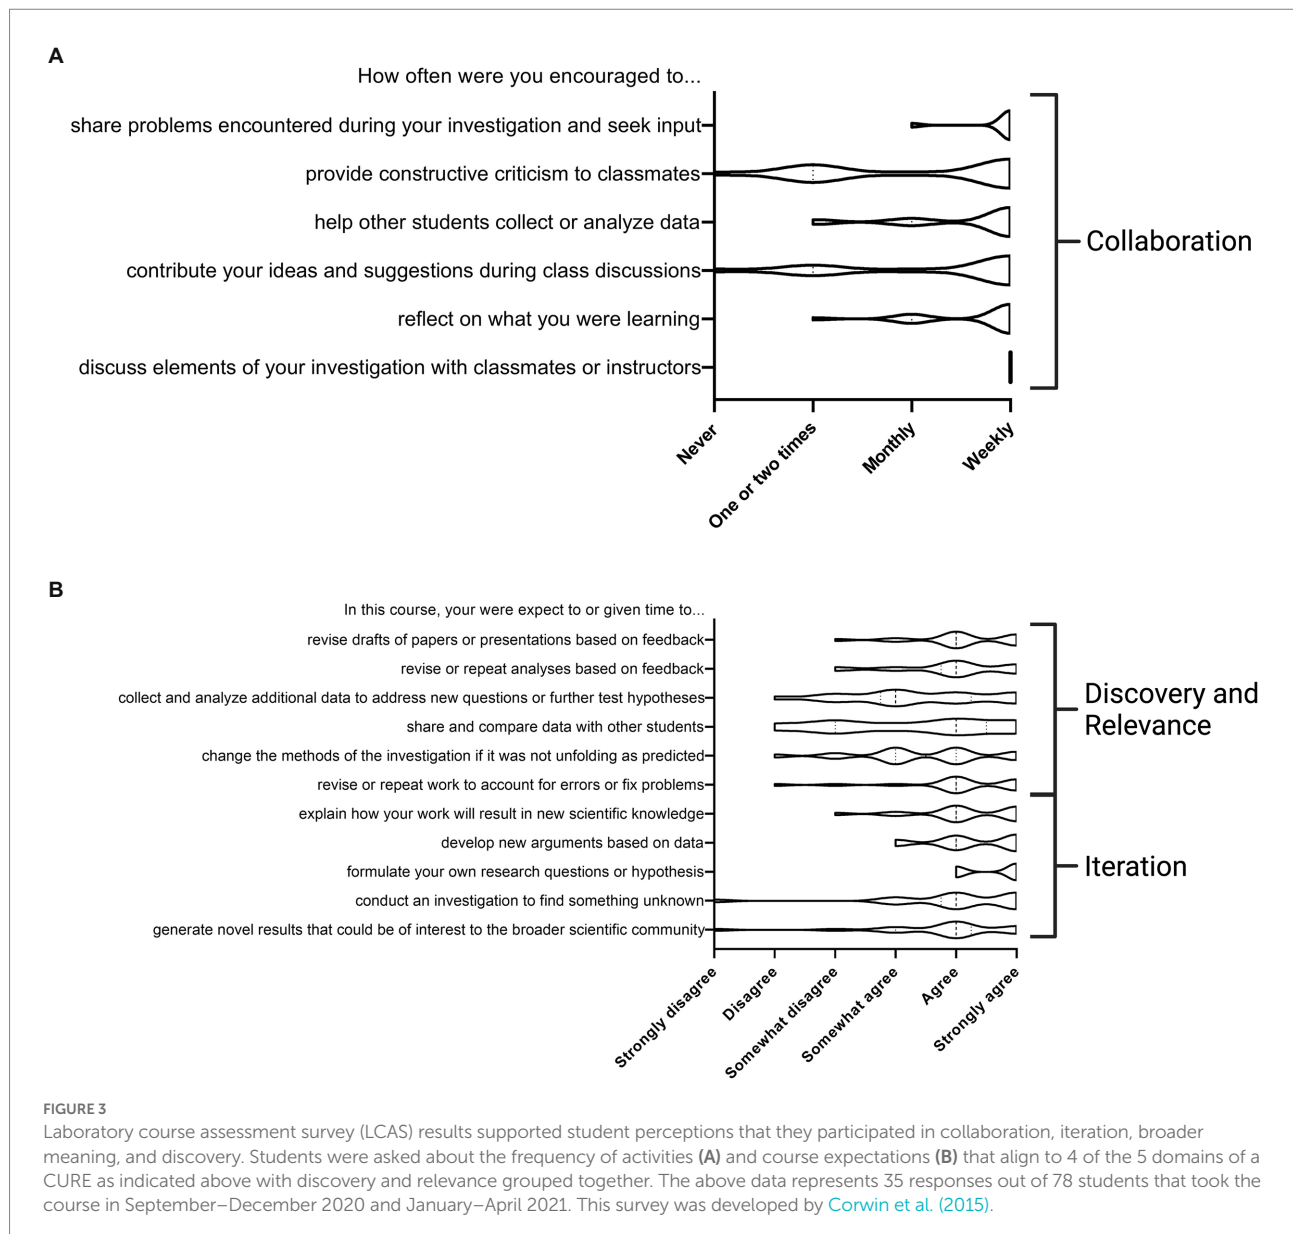 A
How often were you encouraged to...
share problems encountered during your investigation and seek input
provide constructive criticism to classmates
help other students collect or analyze data
contribute your ideas and suggestions during class discussions
reflect on what you were learning
discuss elements of your investigation with classmates or instructors
Collaboration
Never
One or two times
Monthly
Weekly
B
In this course, your were expect to or given time to...
revise drafts of papers or presentations based on feedback
revise or repeat analyses based on feedback
collect and analyze additional data to address new questions or further test hypotheses
share and compare data with other students
change the methods of the investigation if it was not unfolding as predicted
revise or repeat work to account for errors or fix problems
explain how your work will result in new scientific knowledge
develop new arguments based on data
formulate your own research questions or hypothesis
conduct an investigation to find something unknown
generate novel results that could be of interest to the broader scientific community
Discovery and
Relevance
Iteration
Strongly disagree
Disagree
Somewhat disagree
Somewhat agree
Agree
Strongly agree
FIGURE 3
Laboratory course assessment survey (LCAS) results supported student perceptions that they participated in collaboration, iteration, broader
meaning, and discovery. Students were asked about the frequency of activities (A) and course expectations (B) that align to 4 of the 5 domains of a
CURE as indicated above with discovery and relevance grouped together. The above data represents 35 responses out of 78 students that took the
course in September–December 2020 and January–April 2021. This survey was developed by Corwin et al. (2015).